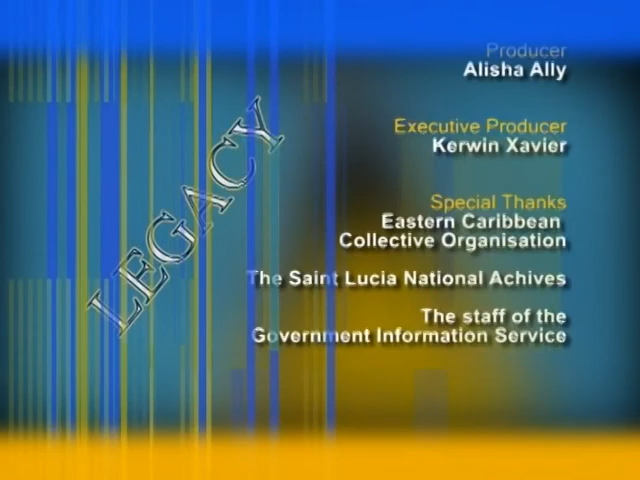 LEGACY
Producer
Alisha Ally
Executive Producer
Kerwin Xavier
Special Thanks
Eastern Caribbean
Collective Organisation
The Saint Lucia National Achives
The staff of the
Government Information Service